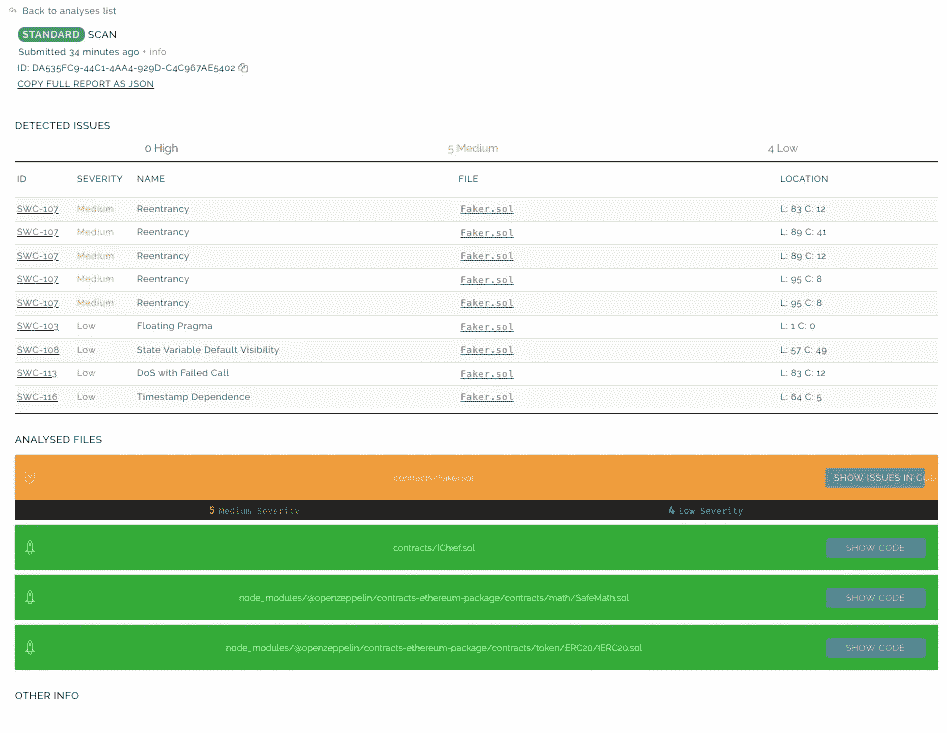 Back to analyses list
STANDARD SCAN
Submitted 34 minutes ago • info
ID: DA535FC9-44C1-4AA4-929D-C4C967AE5402
COPY FULL REPORT AS JSON
DETECTED ISSUES
0 High 5 Medium 4 Low
ID SEVERITY NAME FILE LOCATION
SWC-107 Medium Reentrancy Faker.sol L: 83 C: 12
SWC-107 Medium Reentrancy Faker.sol L: 89 C: 41
SWC-107 Medium Reentrancy Faker.sol L: 89 C: 12
SWC-107 Medium Reentrancy Faker.sol L: 95 C: 8
SWC-107 Medium Reentrancy Faker.sol L: 95 C: 8
SWC-103 Low Floating Pragma Faker.sol L: 1 C: 0
SWC-108 Low State Variable Default Visibility Faker.sol L: 57 C: 49
SWC-113 Low DoS with Failed Call Faker.sol L: 83 C: 12
SWC-116 Low Timestamp Dependence Faker.sol L: 64 C: 5
ANALYSED FILES
contracts/Faker.sol SHOW ISSUES IN CO
5 Medium Severity 4 Low Severity
contracts/IChief.sol SHOW CODE
node_modules/@openzeppelin/contracts-ethereum-package/contracts/math/SafeMath.sol SHOW CODE
node_modules/@openzeppelin/contracts-ethereum-package/contracts/token/ERC20/IERC20.sol SHOW CODE
OTHER INFO